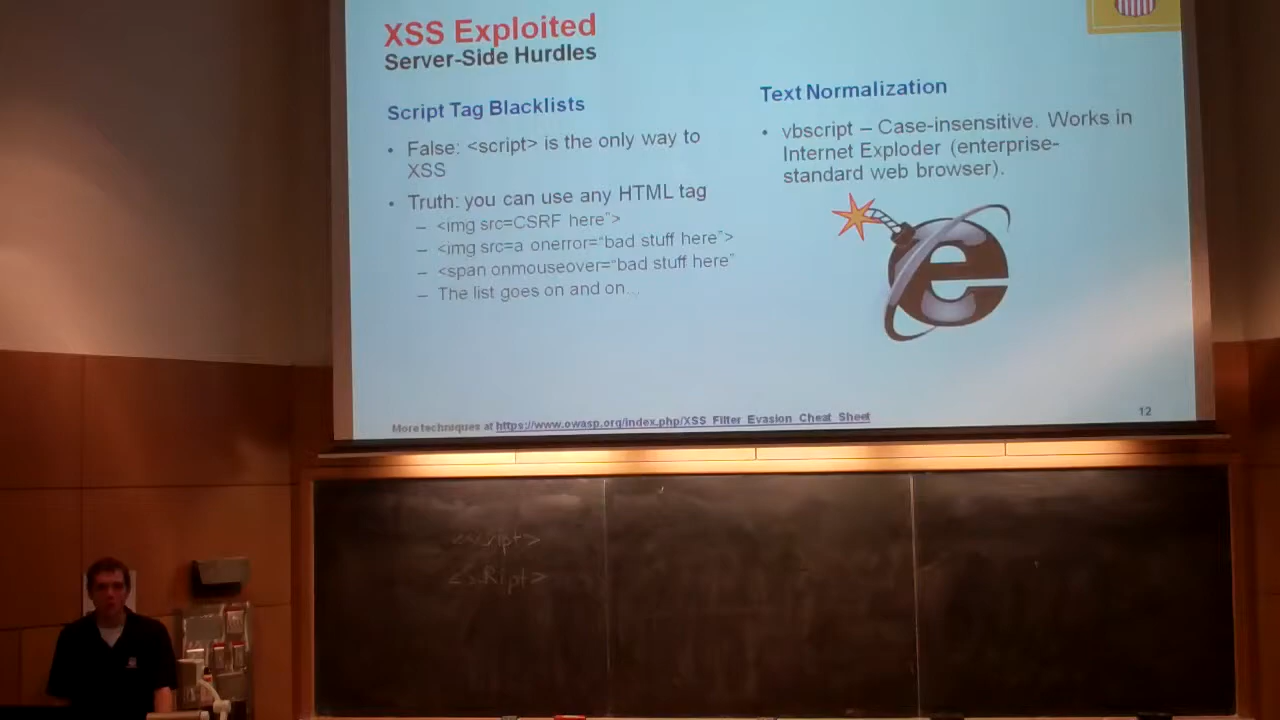 XSS Exploited
Server-Side Hurdles
Script Tag Blacklists
• False: <script> is the only way to
XSS
• Truth: you can use any HTML tag
– <img src=CSRF here”>
– <img src=a onerror=“bad stuff here”>
– <span onmouseover=“bad stuff here”
– The list goes on and on…
Text Normalization
• vbscript – Case-insensitive. Works in
Internet Exploder (enterprise-
standard web browser).
More techniques at https://www.owasp.org/index.php/XSS_Filter_Evasion_Cheat_Sheet
12
<script>
<scRipt>